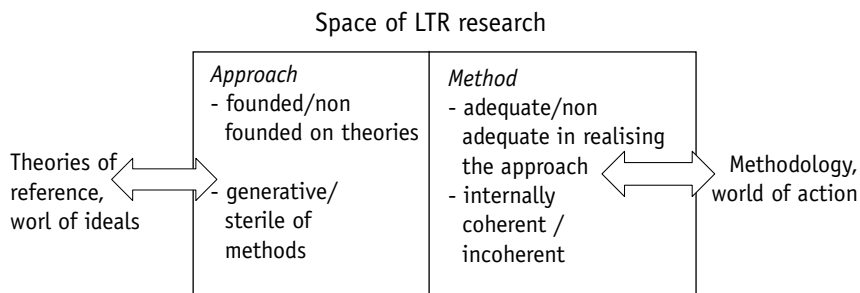 Space of LTR research
Theories of
reference,
worl of ideals
Approach
- founded/non
founded on theories
- generative/
sterile of
methods
Method
- adequate/non
adequate in realising
the approach
- internally
coherent /
incoherent
Methodology,
world of action